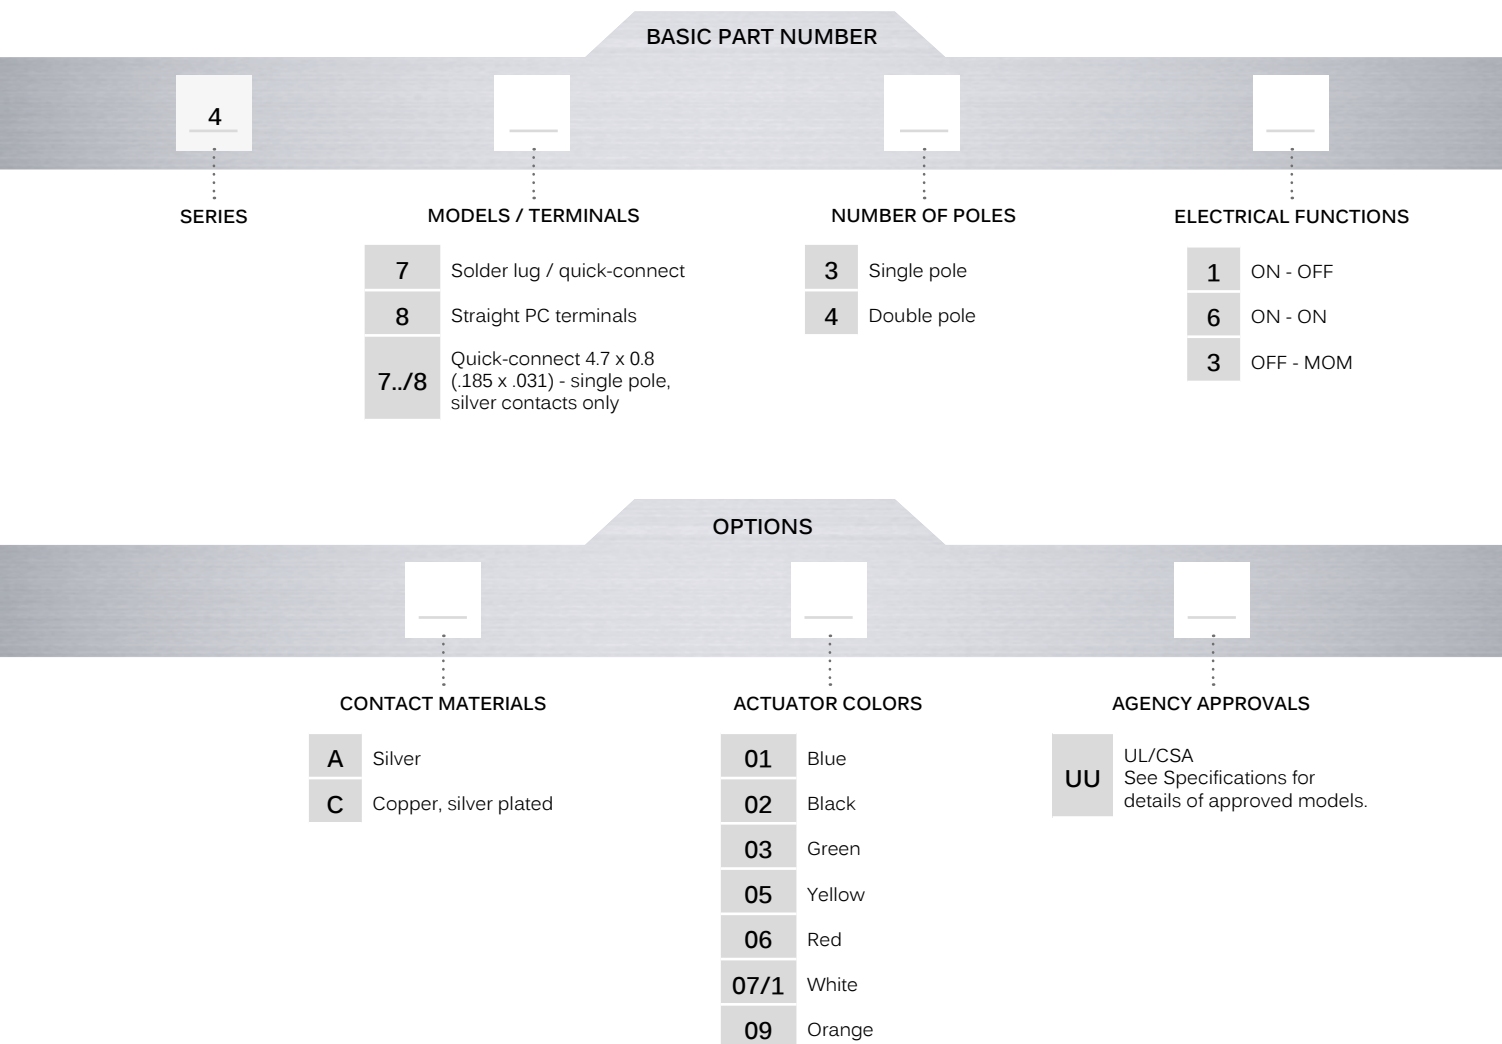 BASIC PART NUMBER
4
SERIES
MODELS / TERMINALS
7 Solder lug / quick-connect
8 Straight PC terminals
7../8 Quick-connect 4.7 x 0.8
(.185 x .031) - single pole,
silver contacts only
NUMBER OF POLES
3 Single pole
4 Double pole
ELECTRICAL FUNCTIONS
1 ON - OFF
6 ON - ON
3 OFF - MOM
OPTIONS
CONTACT MATERIALS
A Silver
C Copper, silver plated
ACTUATOR COLORS
01 Blue
02 Black
03 Green
05 Yellow
06 Red
07/1 White
09 Orange
AGENCY APPROVALS
UU UL/CSA
See Specifications for
details of approved models.